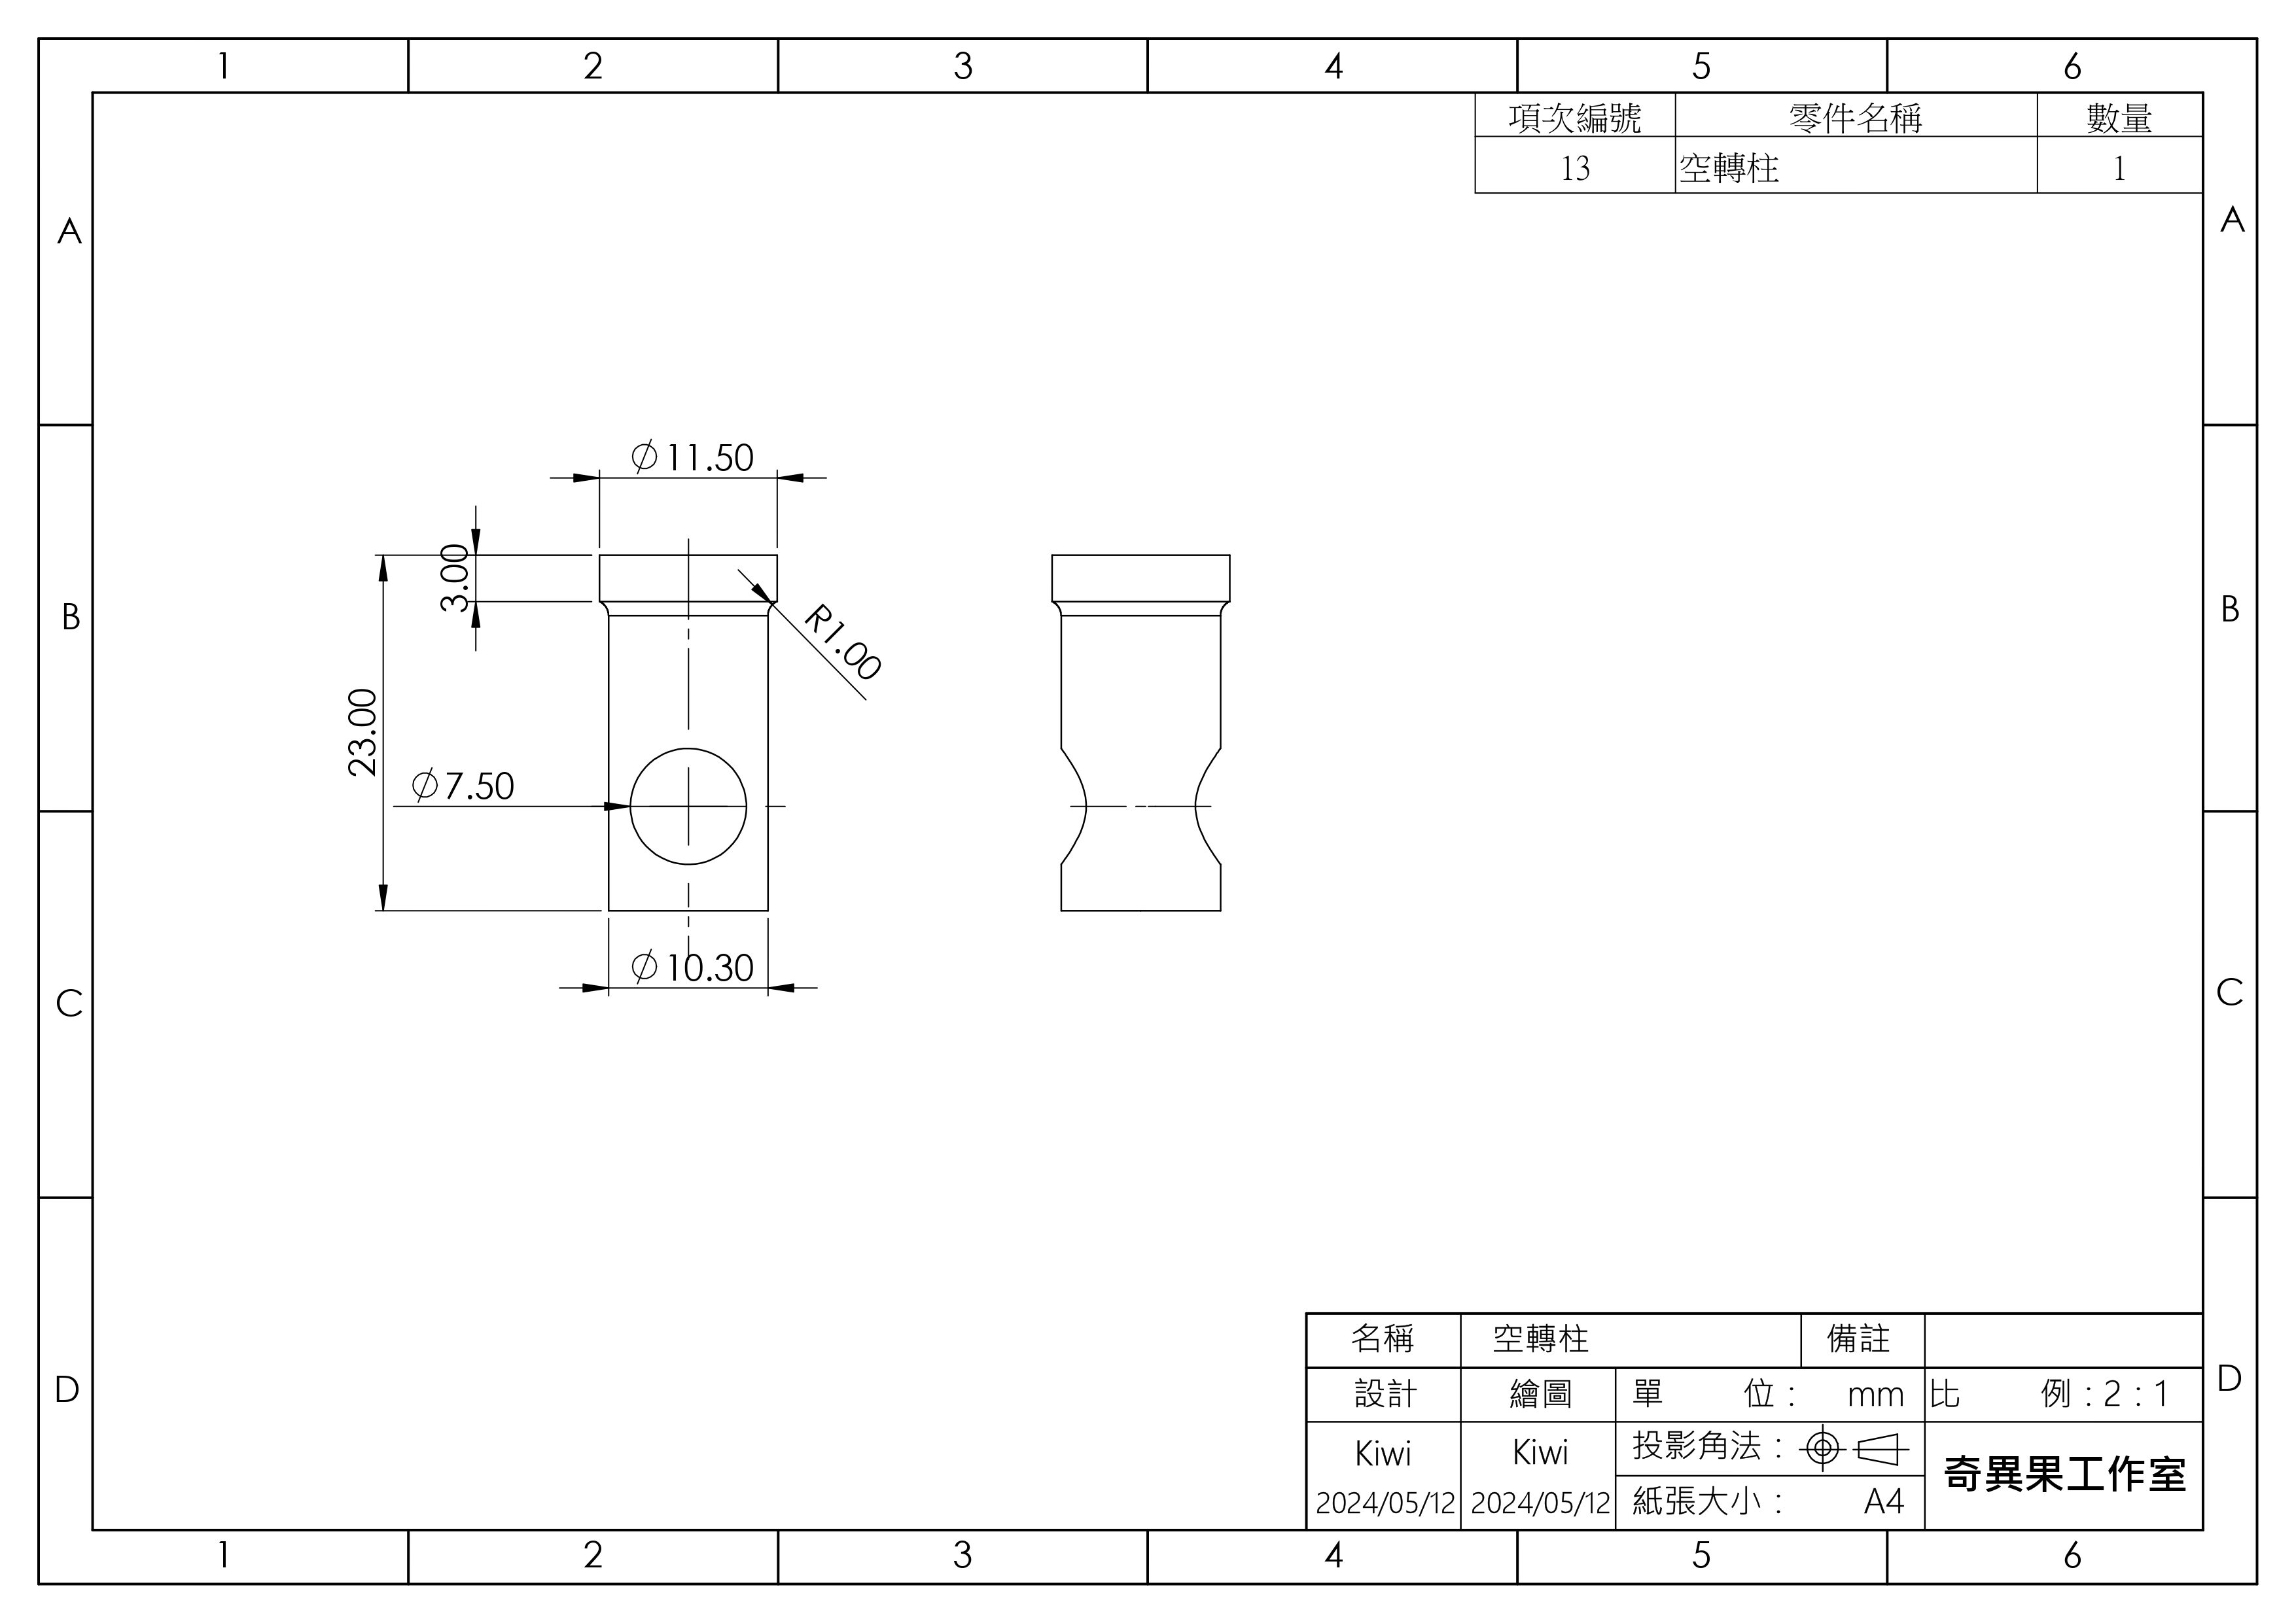 1 2 3 4 5 6
項次編號 零件名稱 數量
13 空轉柱 1
A A
⌀11.50
3.00
R1.00
B B
23.00
⌀7.50
⌀10.30
C C
名稱 空轉柱 備註
設計 繪圖 單 位: mm 比 例:2:1
D D
Kiwi Kiwi 投影角法:
奇異果工作室
2024/05/12 2024/05/12 紙張大小: A4
1 2 3 4 5 6